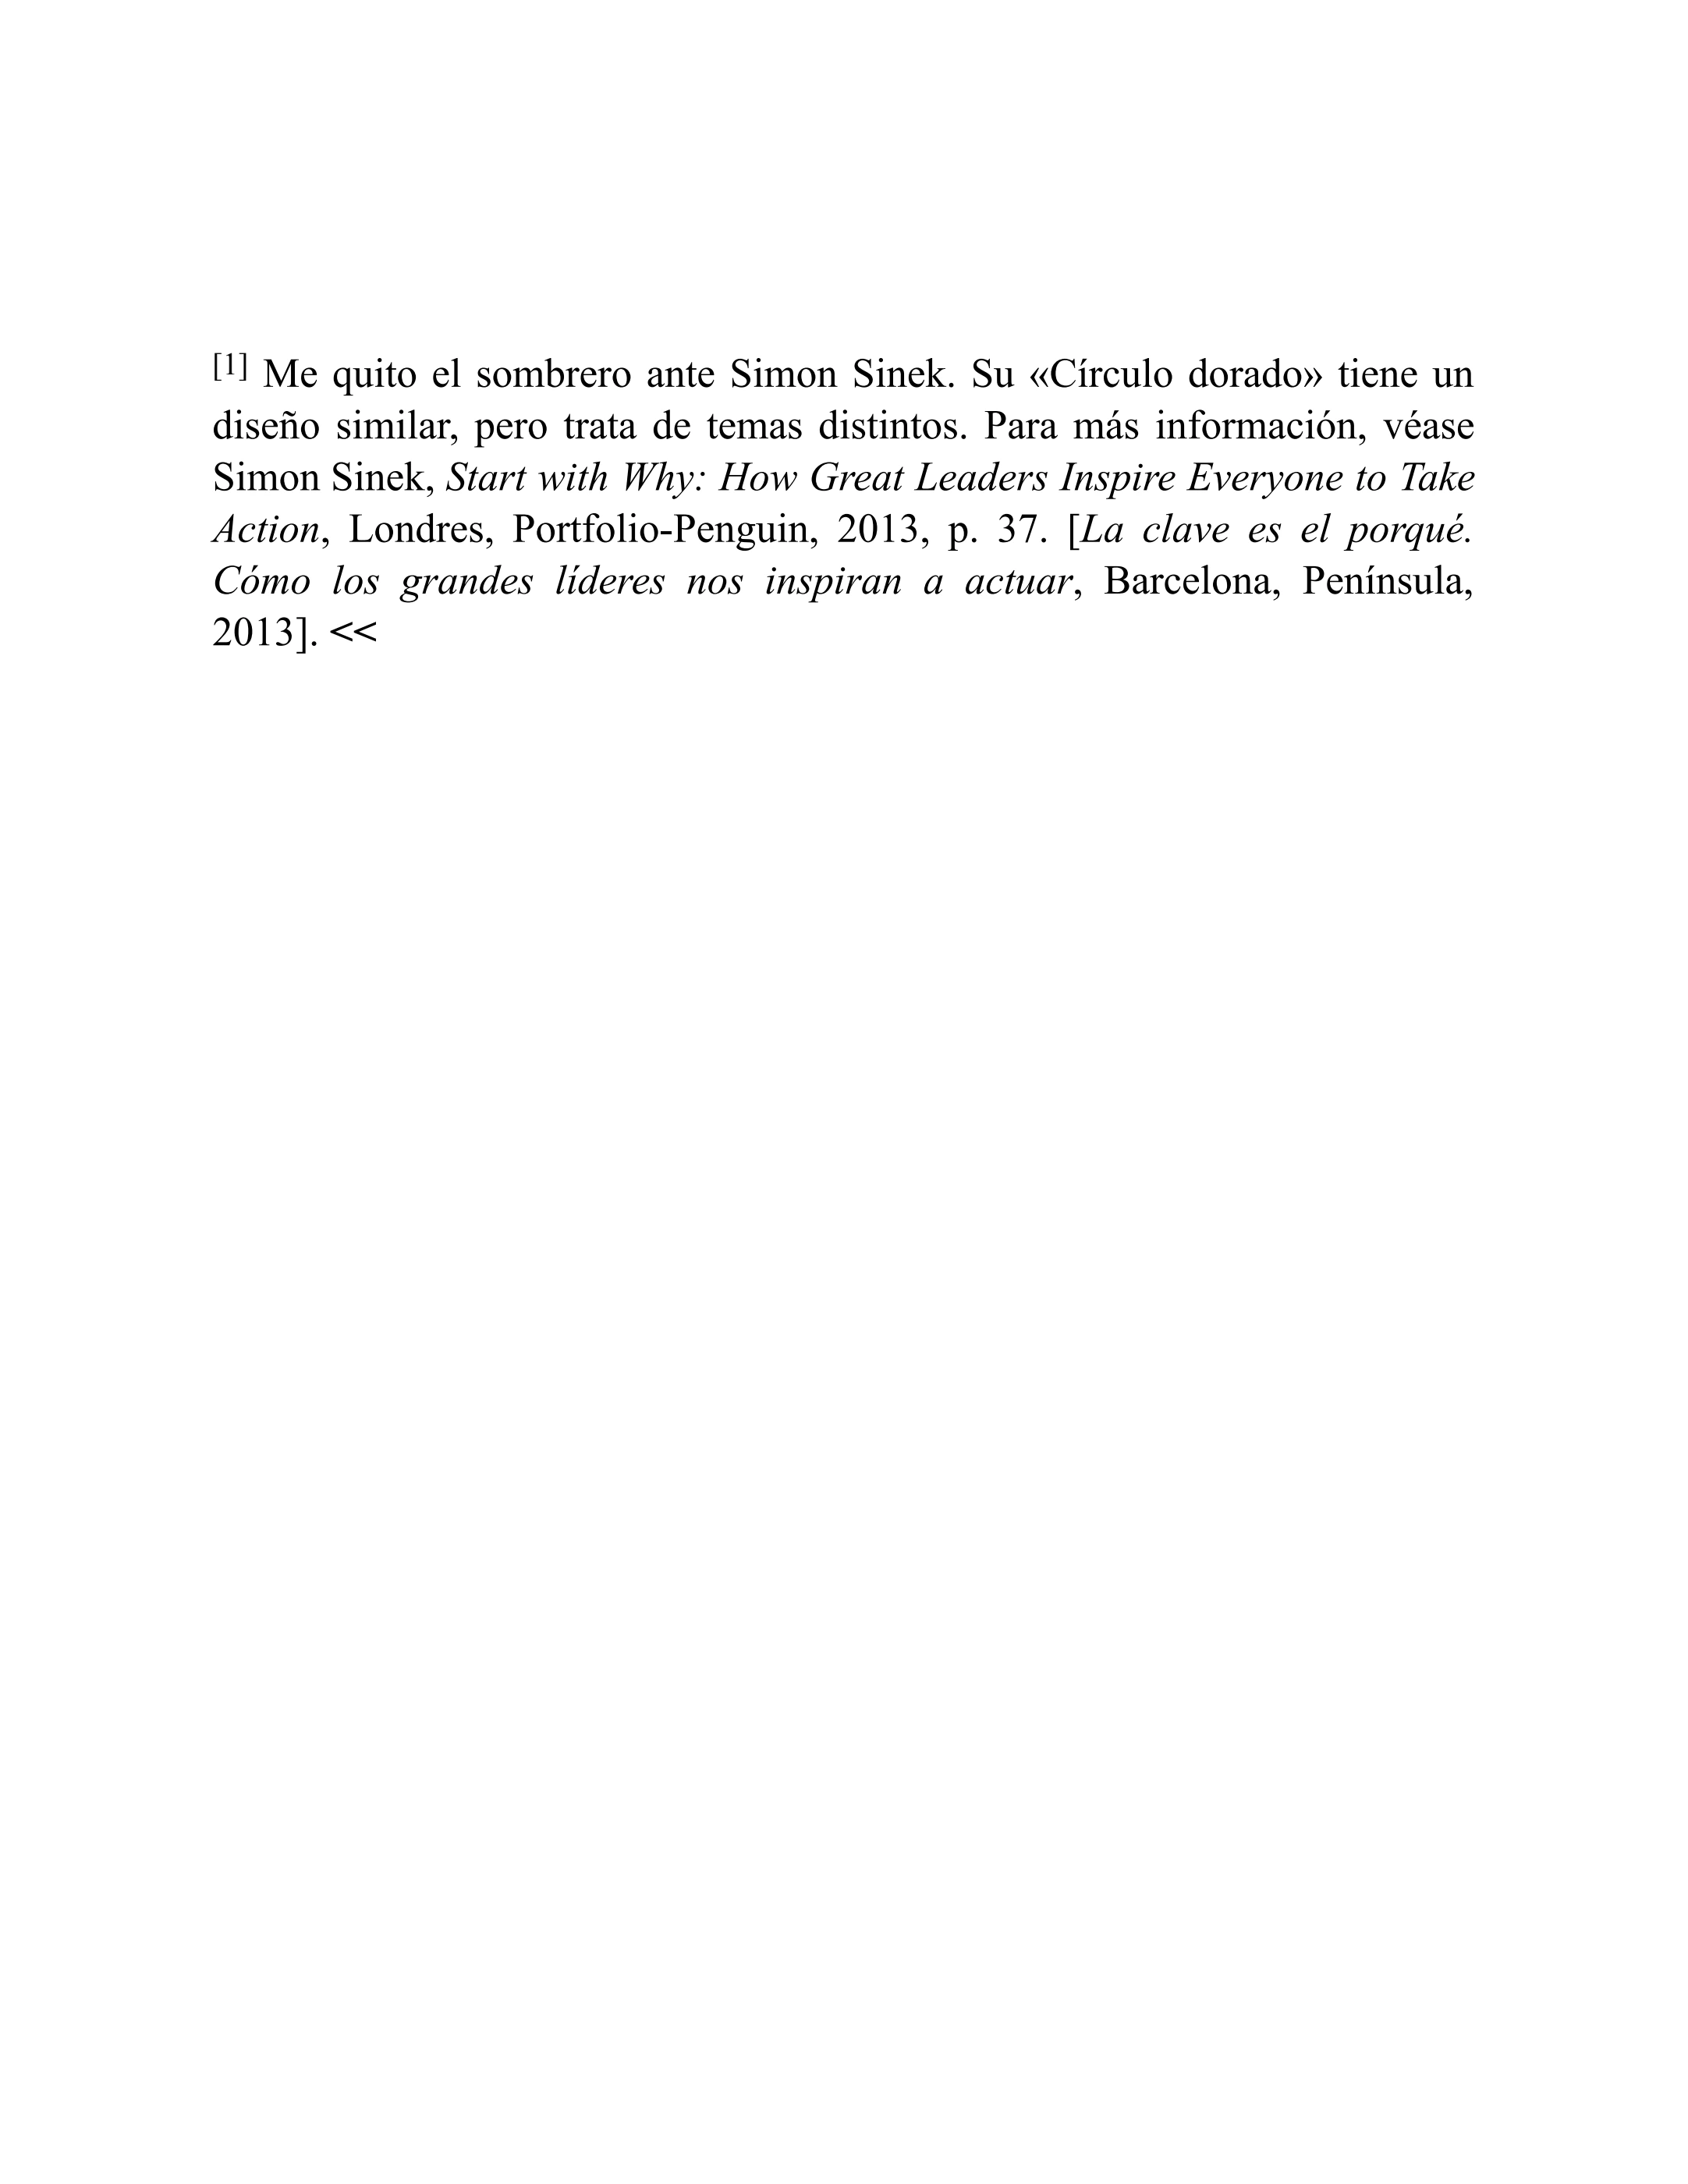 [1] Me quito el sombrero ante Simon Sinek. Su «Círculo dorado» tiene un
diseño similar, pero trata de temas distintos. Para más información, véase
Simon Sinek, Start with Why: How Great Leaders Inspire Everyone to Take
Action, Londres, Portfolio-Penguin, 2013, p. 37. [La clave es el porqué.
Cómo los grandes líderes nos inspiran a actuar, Barcelona, Península,
2013]. <<